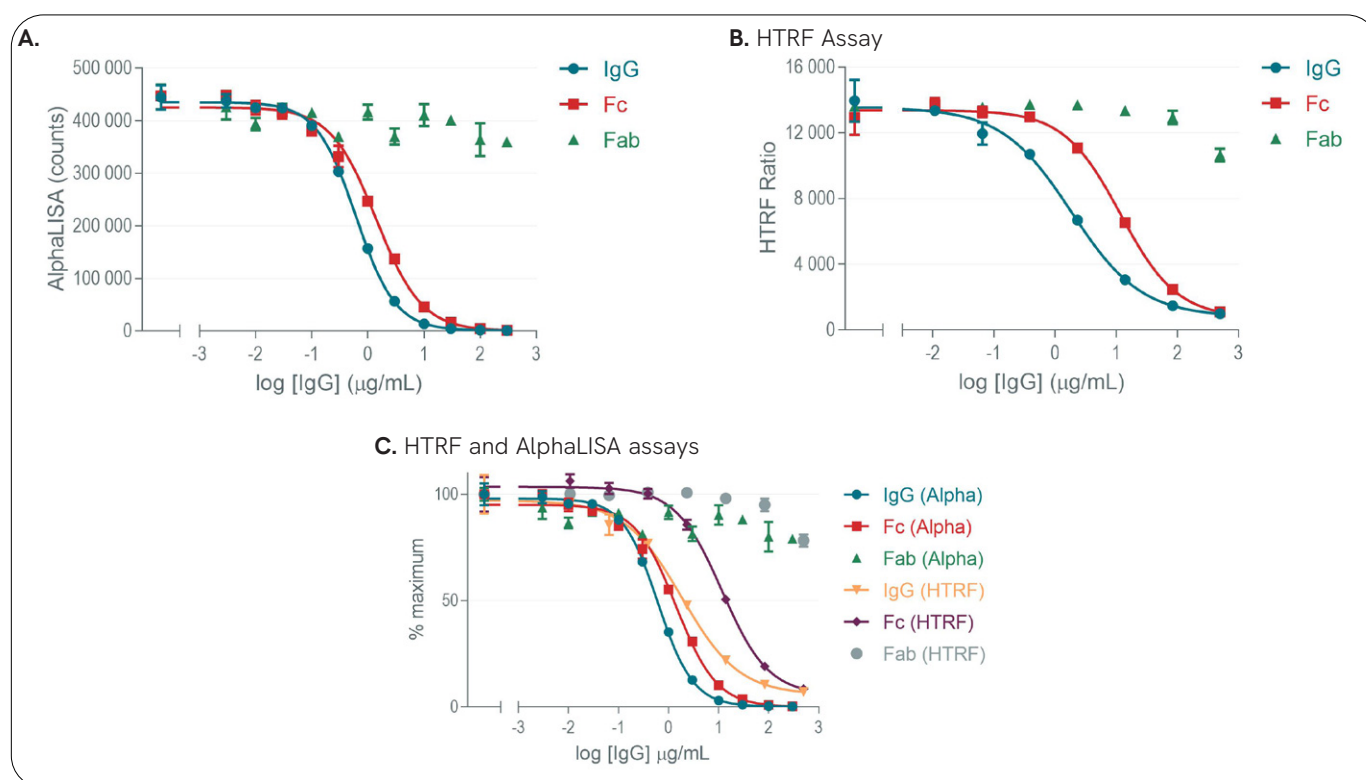 A.
AlphaLISA (counts)
500 000
400 000
300 000
200 000
100 000
0
-3 -2 -1 0 1 2 3
log [IgG] (μg/mL)
IgG
Fc
Fab
B. HTRF Assay
HTRF Ratio
16 000
12 000
8 000
4 000
0
-2 -1 0 1 2 3
log [IgG] (μg/mL)
IgG
Fc
Fab
C. HTRF and AlphaLISA assays
% maximum
100
50
0
-3 -2 -1 0 1 2 3
log [IgG] μg/mL
IgG (Alpha)
Fc (Alpha)
Fab (Alpha)
IgG (HTRF)
Fc (HTRF)
Fab (HTRF)